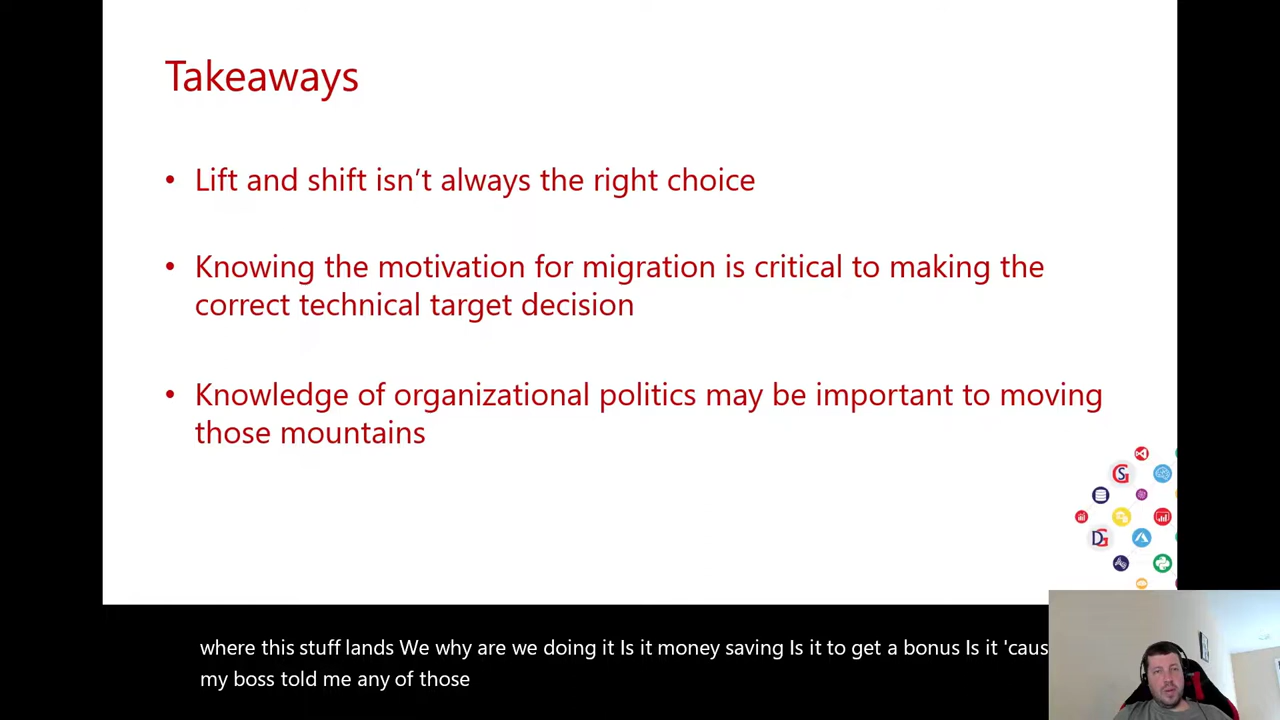 Takeaways
• Lift and shift isn’t always the right choice
• Knowing the motivation for migration is critical to making the
correct technical target decision
• Knowledge of organizational politics may be important to moving
those mountains
where this stuff lands We why are we doing it Is it money saving Is it to get a bonus Is it 'caus
my boss told me any of those